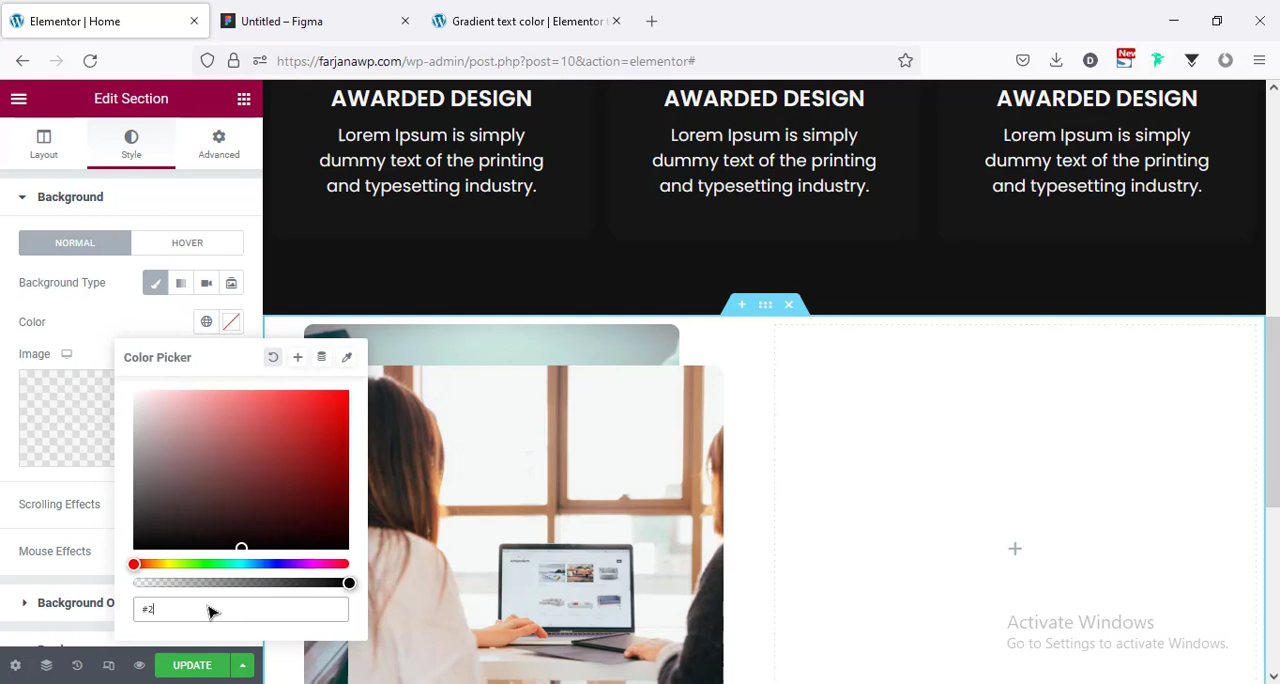 Elementor | Home
Untitled – Figma
Gradient text color | Elementor
https://farjanawp.com/wp-admin/post.php?post=10&action=elementor#
New
Edit Section
Layout
Style
Advanced
Background
NORMAL
HOVER
Background Type
Color
Image
Color Picker
#2
Scrolling Effects
Mouse Effects
Background O
UPDATE
AWARDED DESIGN
Lorem Ipsum is simply
dummy text of the printing
and typesetting industry.
AWARDED DESIGN
Lorem Ipsum is simply
dummy text of the printing
and typesetting industry.
AWARDED DESIGN
Lorem Ipsum is simply
dummy text of the printing
and typesetting industry.
Activate Windows
Go to Settings to activate Windows.